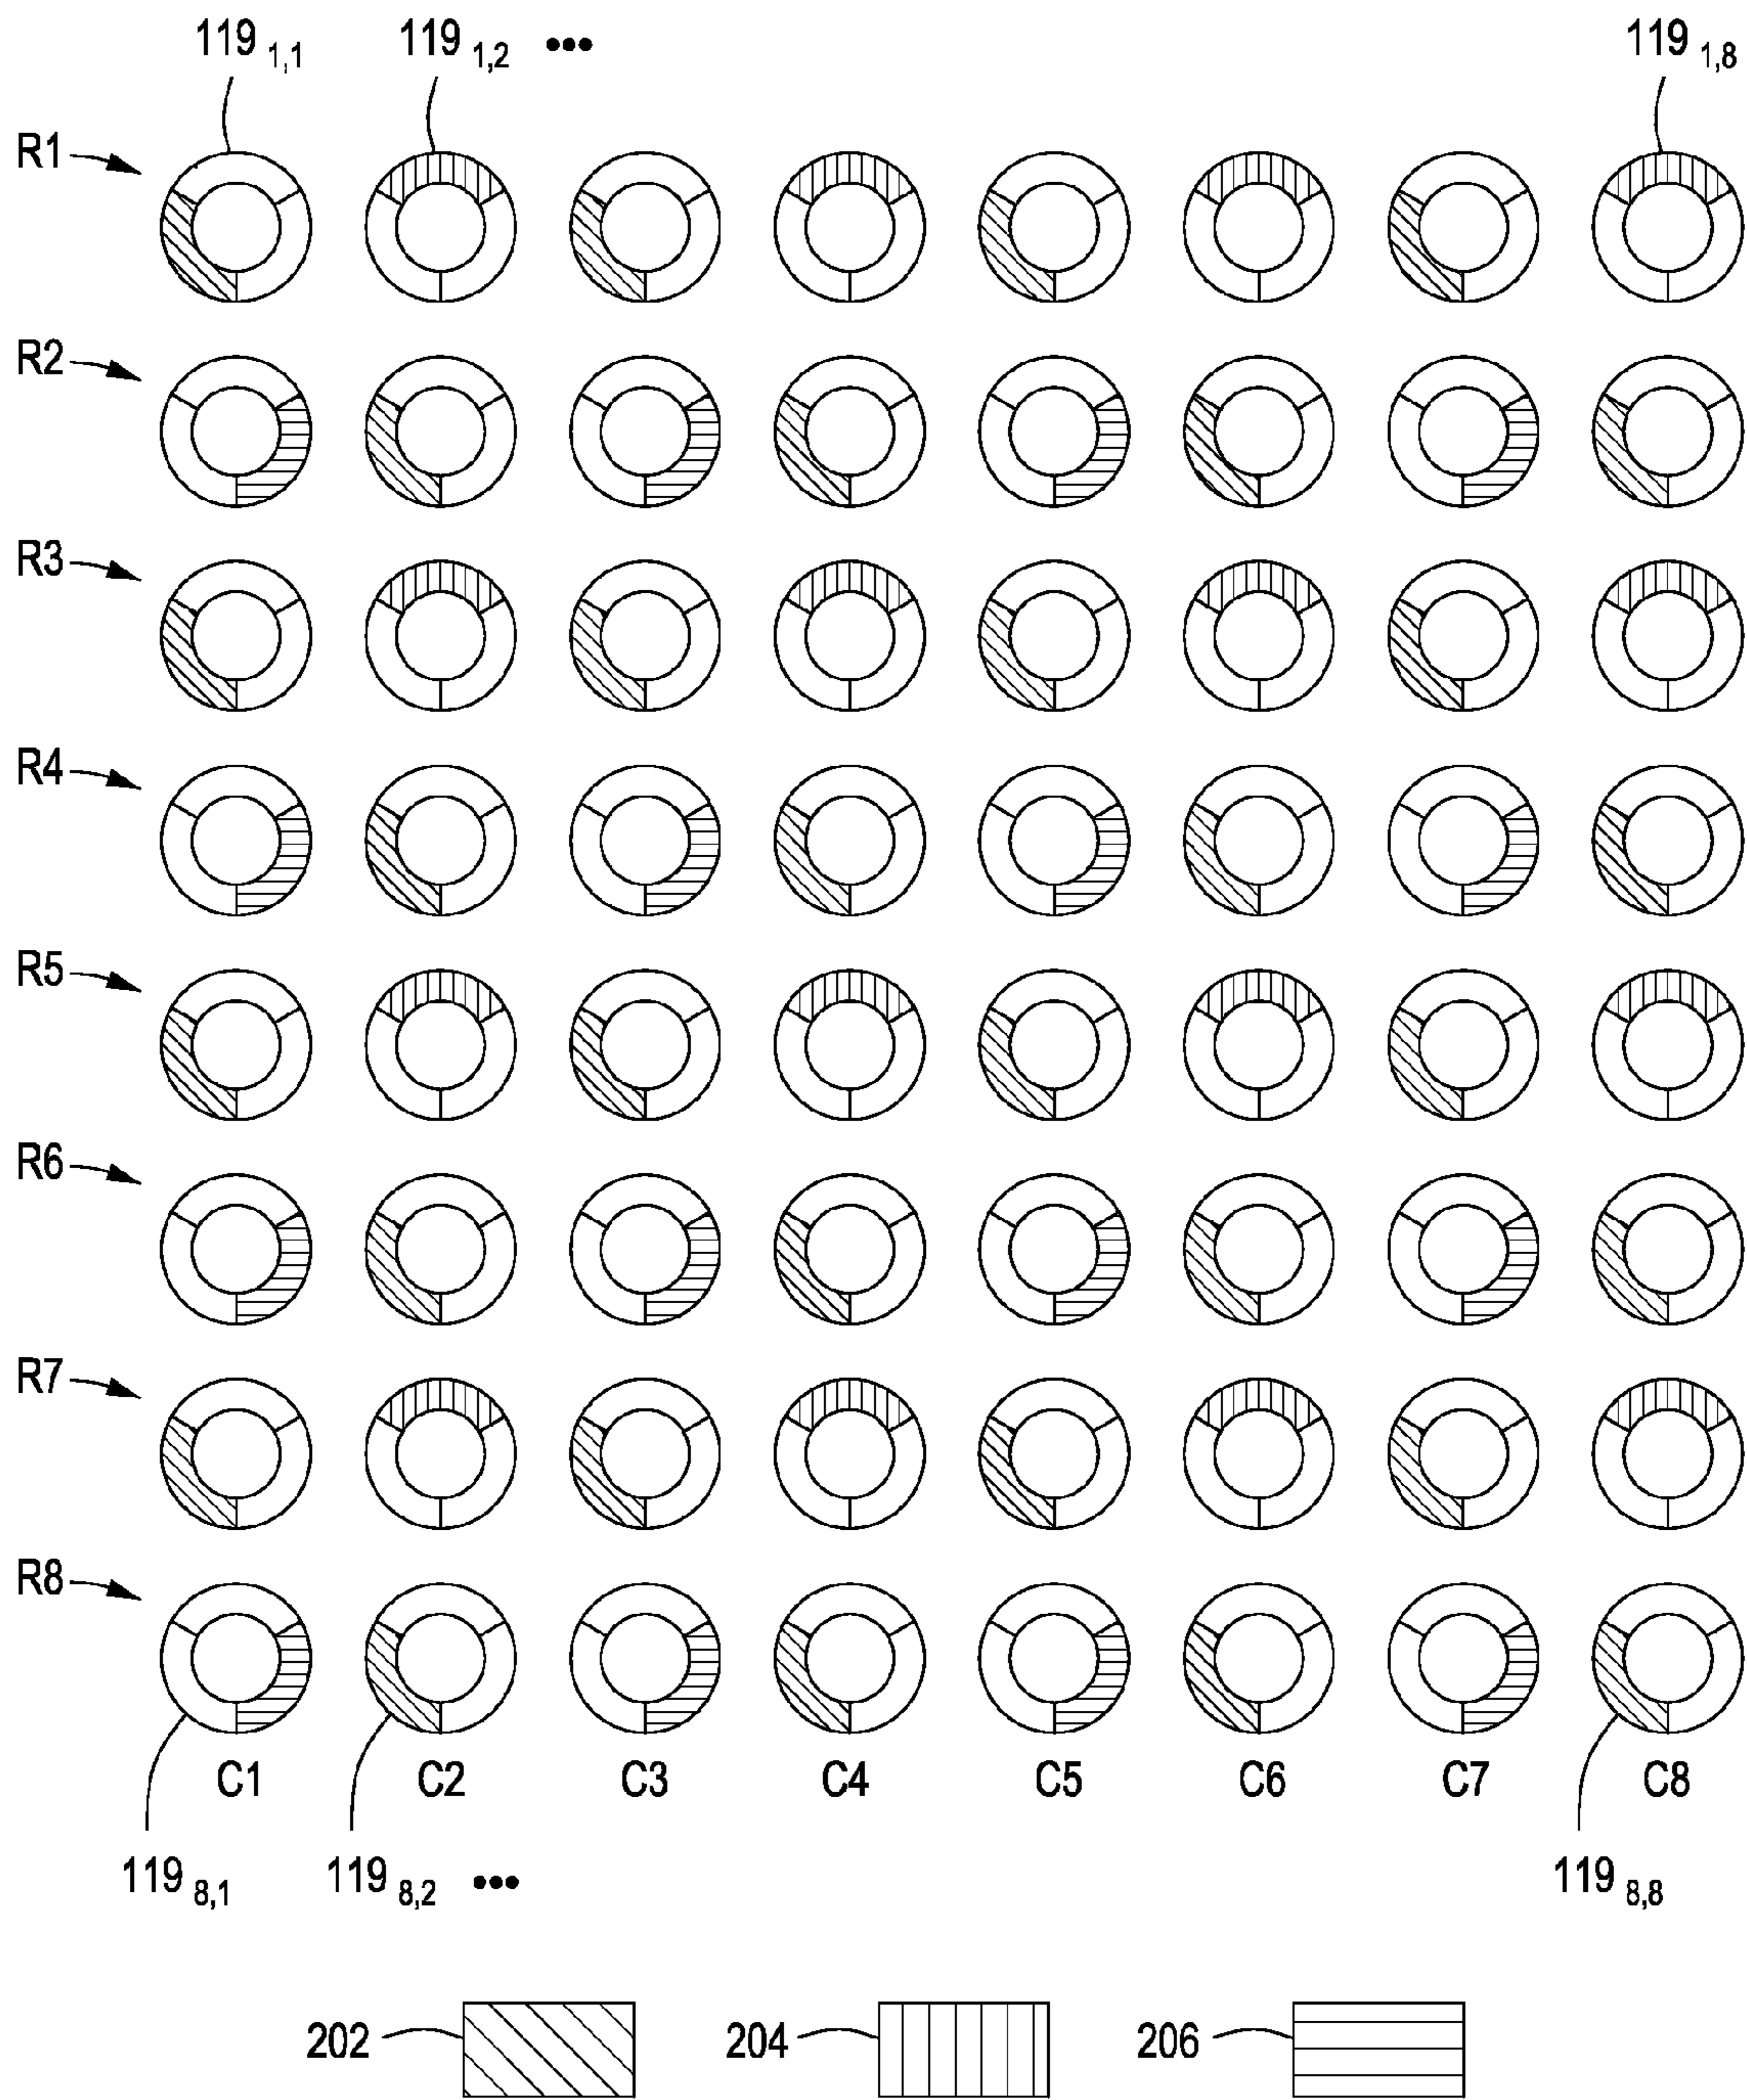 119 1,1 119 1,2 ••• 119 1,8
R1
R2
R3
R4
R5
R6
R7
R8
C1 C2 C3 C4 C5 C6 C7 C8
119 8,1 119 8,2 ••• 119 8,8
202 204 206